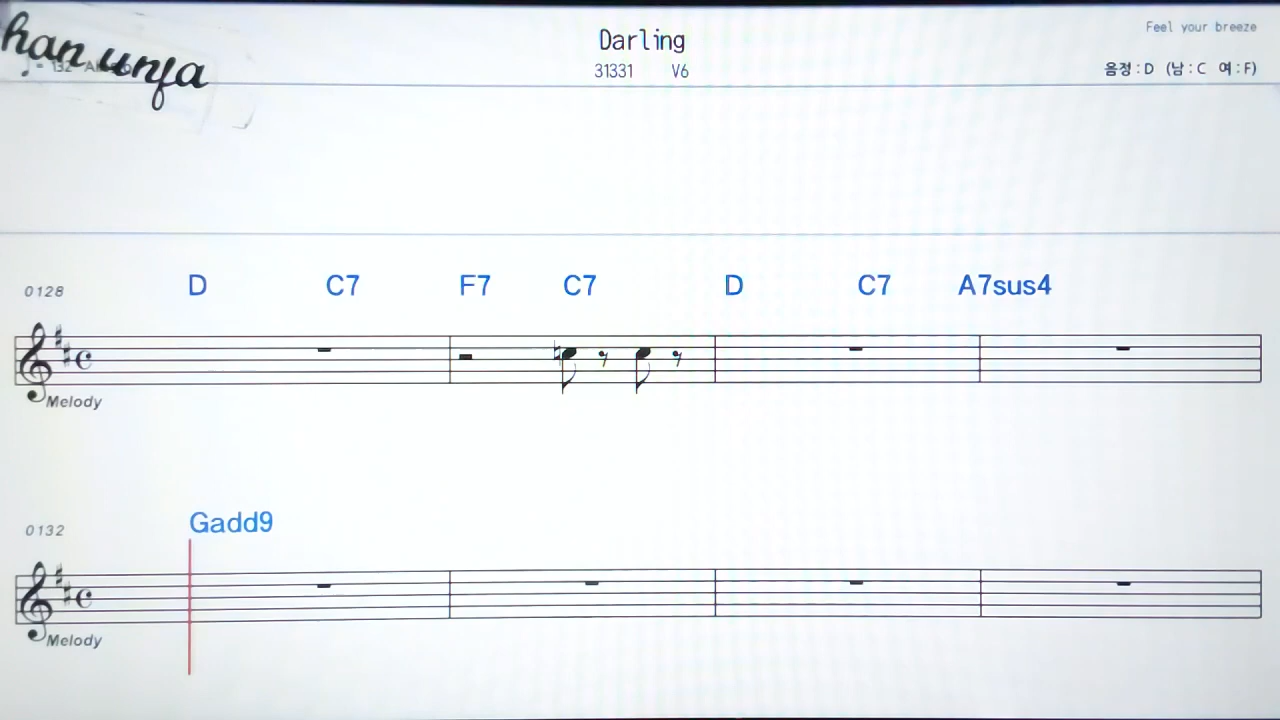 han unja
Darling
Feel your breeze
31331 V6
음정 : D (남 : C 여 : F)
D C7 F7 C7 D C7 A7sus4
0128
Melody
Gadd9
0132
Melody